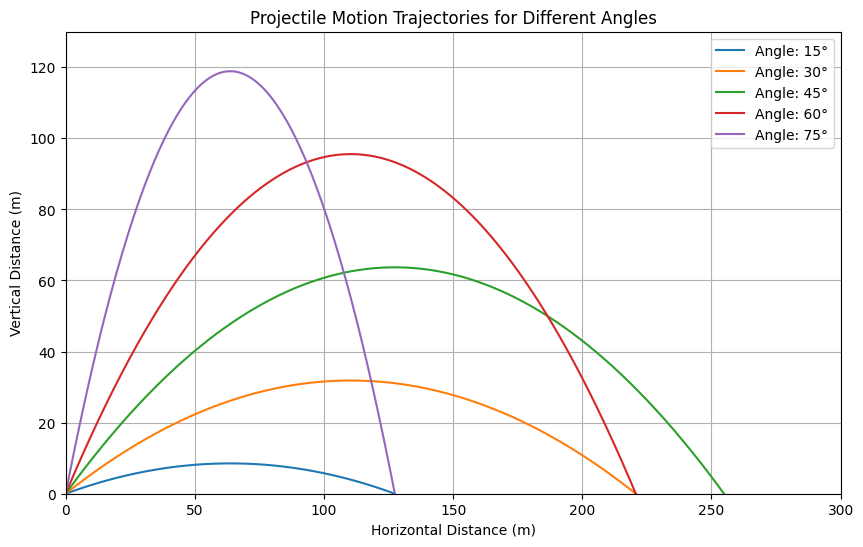 Projectile Motion Trajectories for Different Angles
Angle: 15°
Angle: 30°
Angle: 45°
Angle: 60°
Angle: 75°
Vertical Distance (m)
120
100
80
60
40
20
0
0 50 100 150 200 250 300
Horizontal Distance (m)